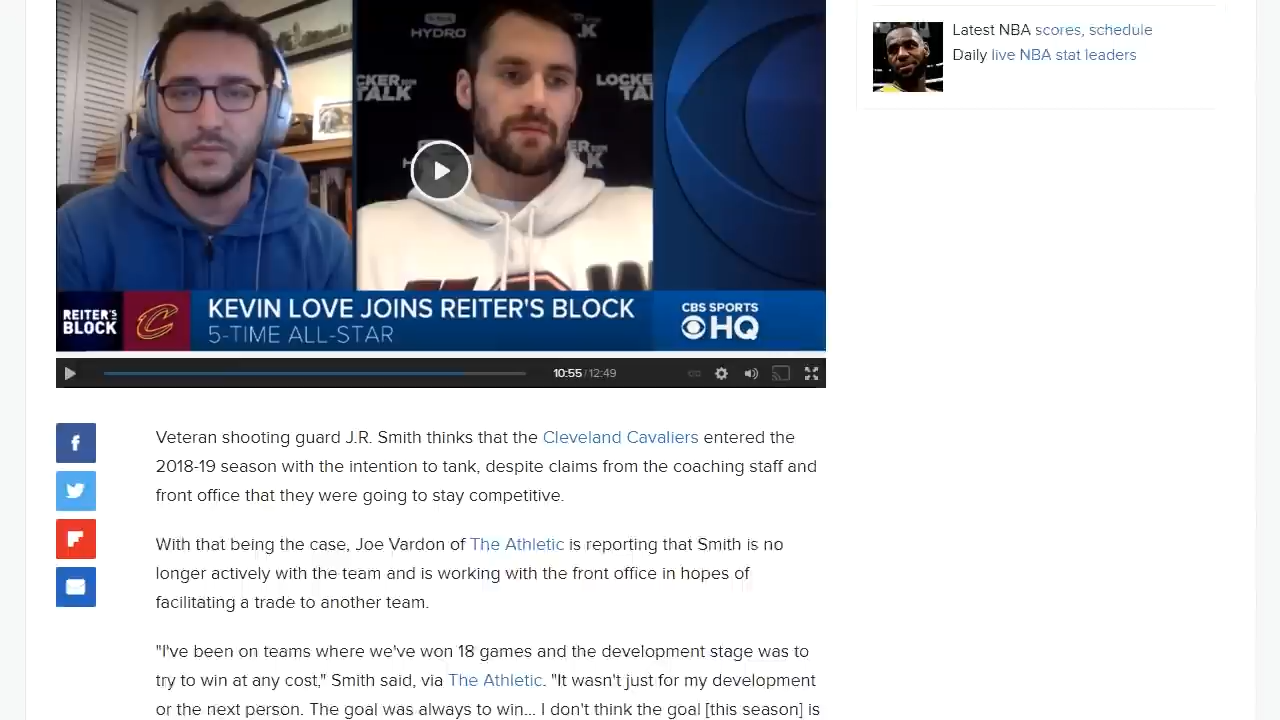 HYDRO
LOCKER
TALK
KEVIN LOVE JOINS REITER'S BLOCK
5-TIME ALL-STAR
REITER'S
BLOCK
CBS SPORTS
HQ
10:55 / 12:49
Latest NBA scores, schedule
Daily live NBA stat leaders
Veteran shooting guard J.R. Smith thinks that the Cleveland Cavaliers entered the
2018-19 season with the intention to tank, despite claims from the coaching staff and
front office that they were going to stay competitive.
With that being the case, Joe Vardon of The Athletic is reporting that Smith is no
longer actively with the team and is working with the front office in hopes of
facilitating a trade to another team.
"I've been on teams where we've won 18 games and the development stage was to
try to win at any cost," Smith said, via The Athletic. "It wasn't just for my development
or the next person. The goal was always to win... I don't think the goal [this season] is